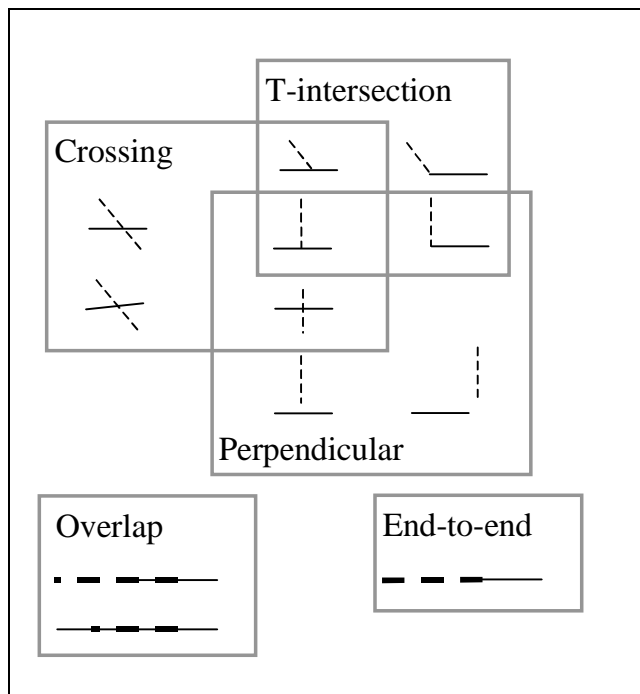 T-intersection
Crossing
Perpendicular
Overlap
End-to-end